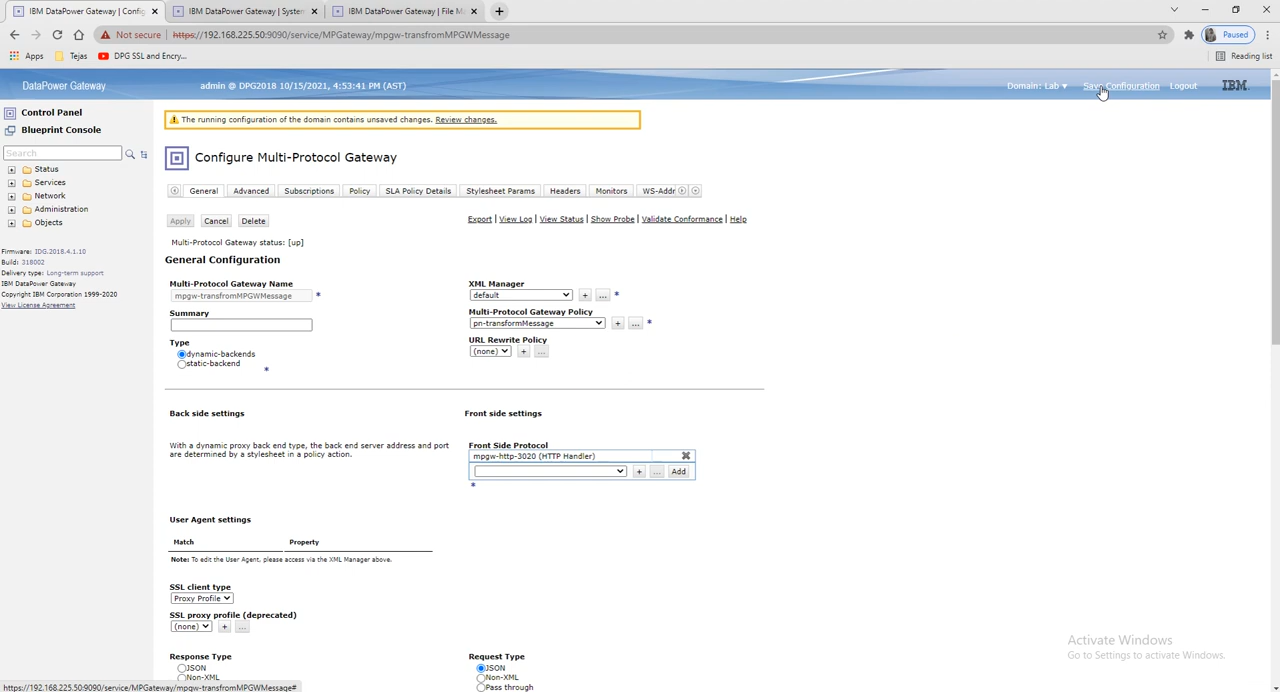 IBM DataPower Gateway | Config
IBM DataPower Gateway | System
IBM DataPower Gateway | File Ma
Paused
Not secure | https://192.168.225.50:9090/service/MPGateway/mpgw-transfromMPGWMessage
Apps Tejas DPG SSL and Encry... Reading list
DataPower Gateway admin @ DPG2018 10/15/2021, 4:53:41 PM (AST) Domain: Lab Save Configuration Logout IBM
Control Panel
Blueprint Console
Search
Status
Services
Network
Administration
Objects
Firmware: IDG.2018.4.1.10
Build: 318002
Delivery type: Long-term support
IBM DataPower Gateway
Copyright IBM Corporation 1999-2020
View License Agreement
The running configuration of the domain contains unsaved changes. Review changes.
Configure Multi-Protocol Gateway
General Advanced Subscriptions Policy SLA Policy Details Stylesheet Params Headers Monitors WS-Addr
Apply Cancel Delete
Export | View Log | View Status | Show Probe | Validate Conformance | Help
Multi-Protocol Gateway status: [up]
General Configuration
Multi-Protocol Gateway Name
mpgw-transfromMPGWMessage *
Summary
Type
dynamic-backends
static-backend *
XML Manager
default + ... *
Multi-Protocol Gateway Policy
pn-transformMessage + ... *
URL Rewrite Policy
(none) + ...
Back side settings
With a dynamic proxy back end type, the back end server address and port
are determined by a stylesheet in a policy action.
Front side settings
Front Side Protocol
mpgw-http-3020 (HTTP Handler)
+ ... Add
*
User Agent settings
Match Property
Note: To edit the User Agent, please access via the XML Manager above.
SSL client type
Proxy Profile
SSL proxy profile (deprecated)
(none) + ...
Response Type
JSON
Non-XML
Request Type
JSON
Non-XML
Pass through
Activate Windows
Go to Settings to activate Windows.
https://192.168.225.50:9090/service/MPGateway/mpgw-transfromMPGWMessage#